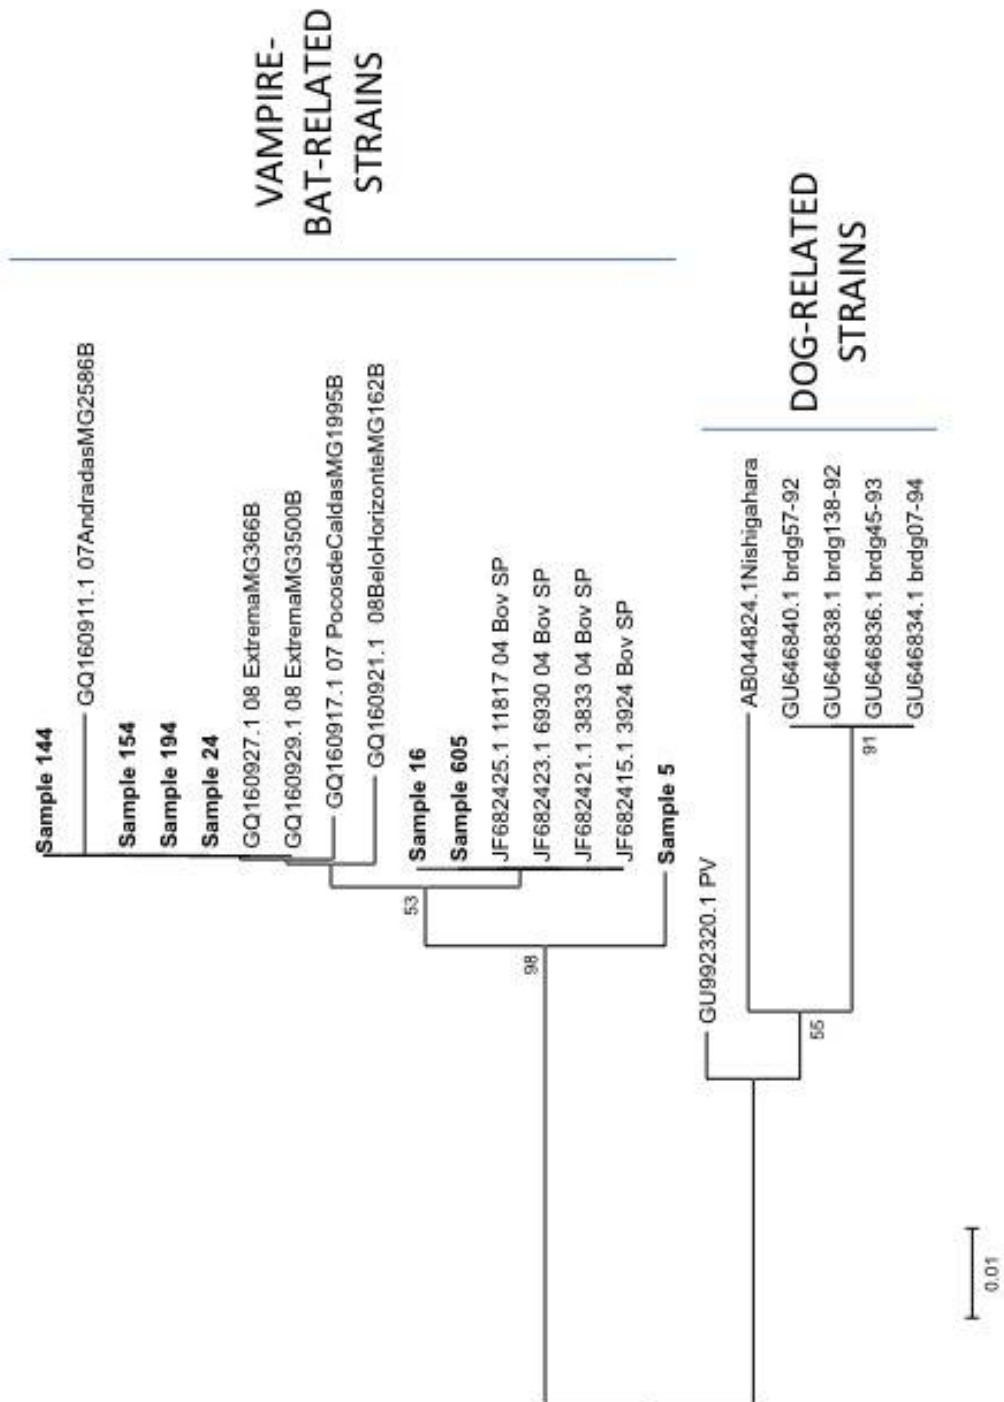 Sample 144
GQ160911.1 07AndradasMG2586B
Sample 154
Sample 194
Sample 24
GQ160927.1 08 ExtremaMG366B
GQ160929.1 08 ExtremaMG3500B
GQ160917.1 07 PocosdeCaldasMG1995B
GQ160921.1 08BeloHorizonteMG162B
Sample 16
Sample 605
JF682425.1 11817 04 Bov SP
JF682423.1 6930 04 Bov SP
JF682421.1 3833 04 Bov SP
JF682415.1 3924 Bov SP
Sample 5
53
98
VAMPIRE-
BAT-RELATED
STRAINS
GU992320.1 PV
AB044824.1Nishigahara
GU646840.1 brdg57-92
GU646838.1 brdg138-92
GU646836.1 brdg45-93
GU646834.1 brdg07-94
55
91
DOG-RELATED
STRAINS
0.01